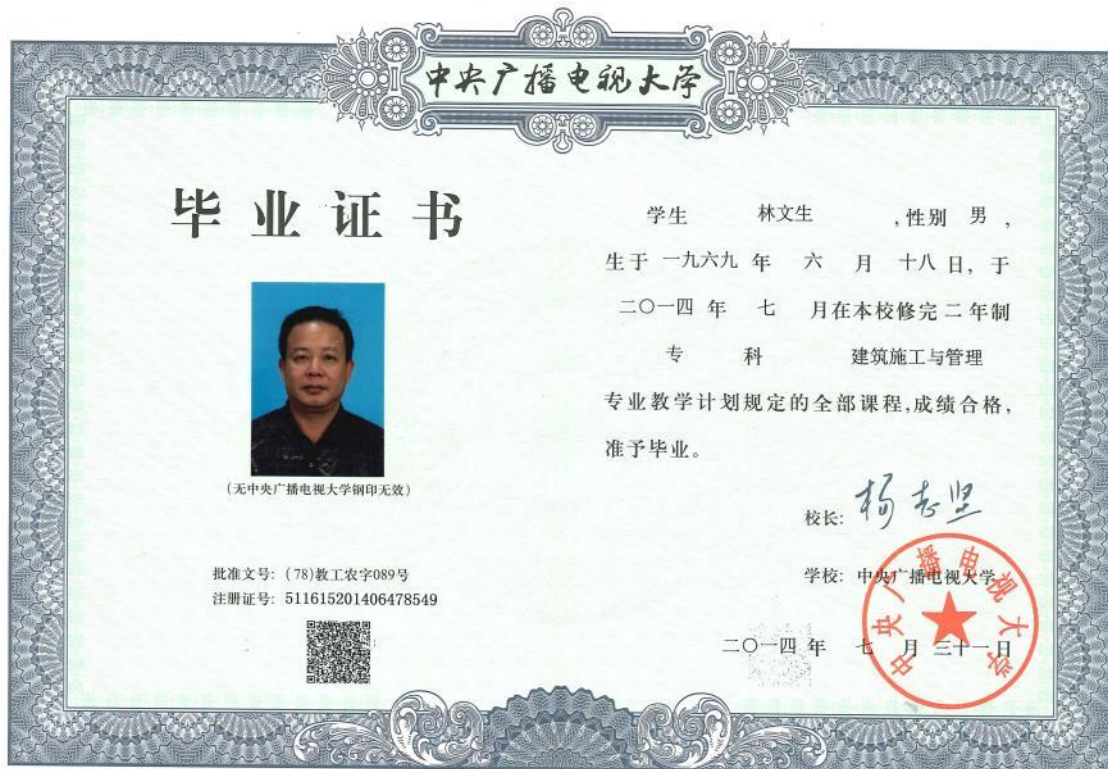 中央广播电视大学
毕业证书
(无中央广播电视大学钢印无效)
批准文号: (78)教工农字089号
注册证号: 511615201406478549
学生 林文生 ,性别 男 ,
生于 一九六九 年 六 月 十八 日, 于
二〇一四 年 七 月在本校修完 二 年制
专 科 建筑施工与管理
专业教学计划规定的全部课程,成绩合格,
准予毕业。
校长: 杨志坚
学校: 中央广播电视大学
二〇一四 年 七 月 三十一 日
中央广播电视大学